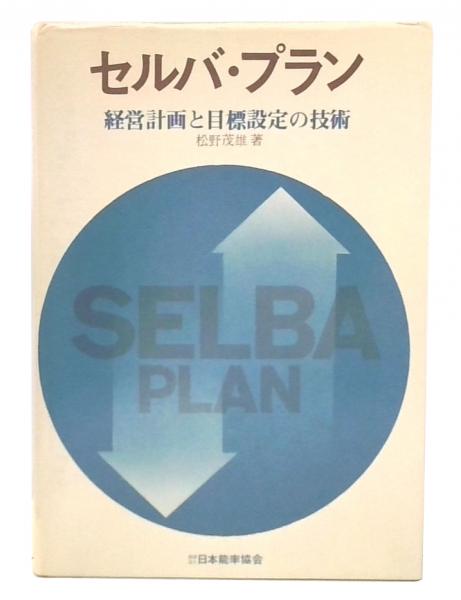 セルバ・プラン
経営計画と目標設定の技術
松野茂雄 著
SELBA
PLAN
日本能率協会